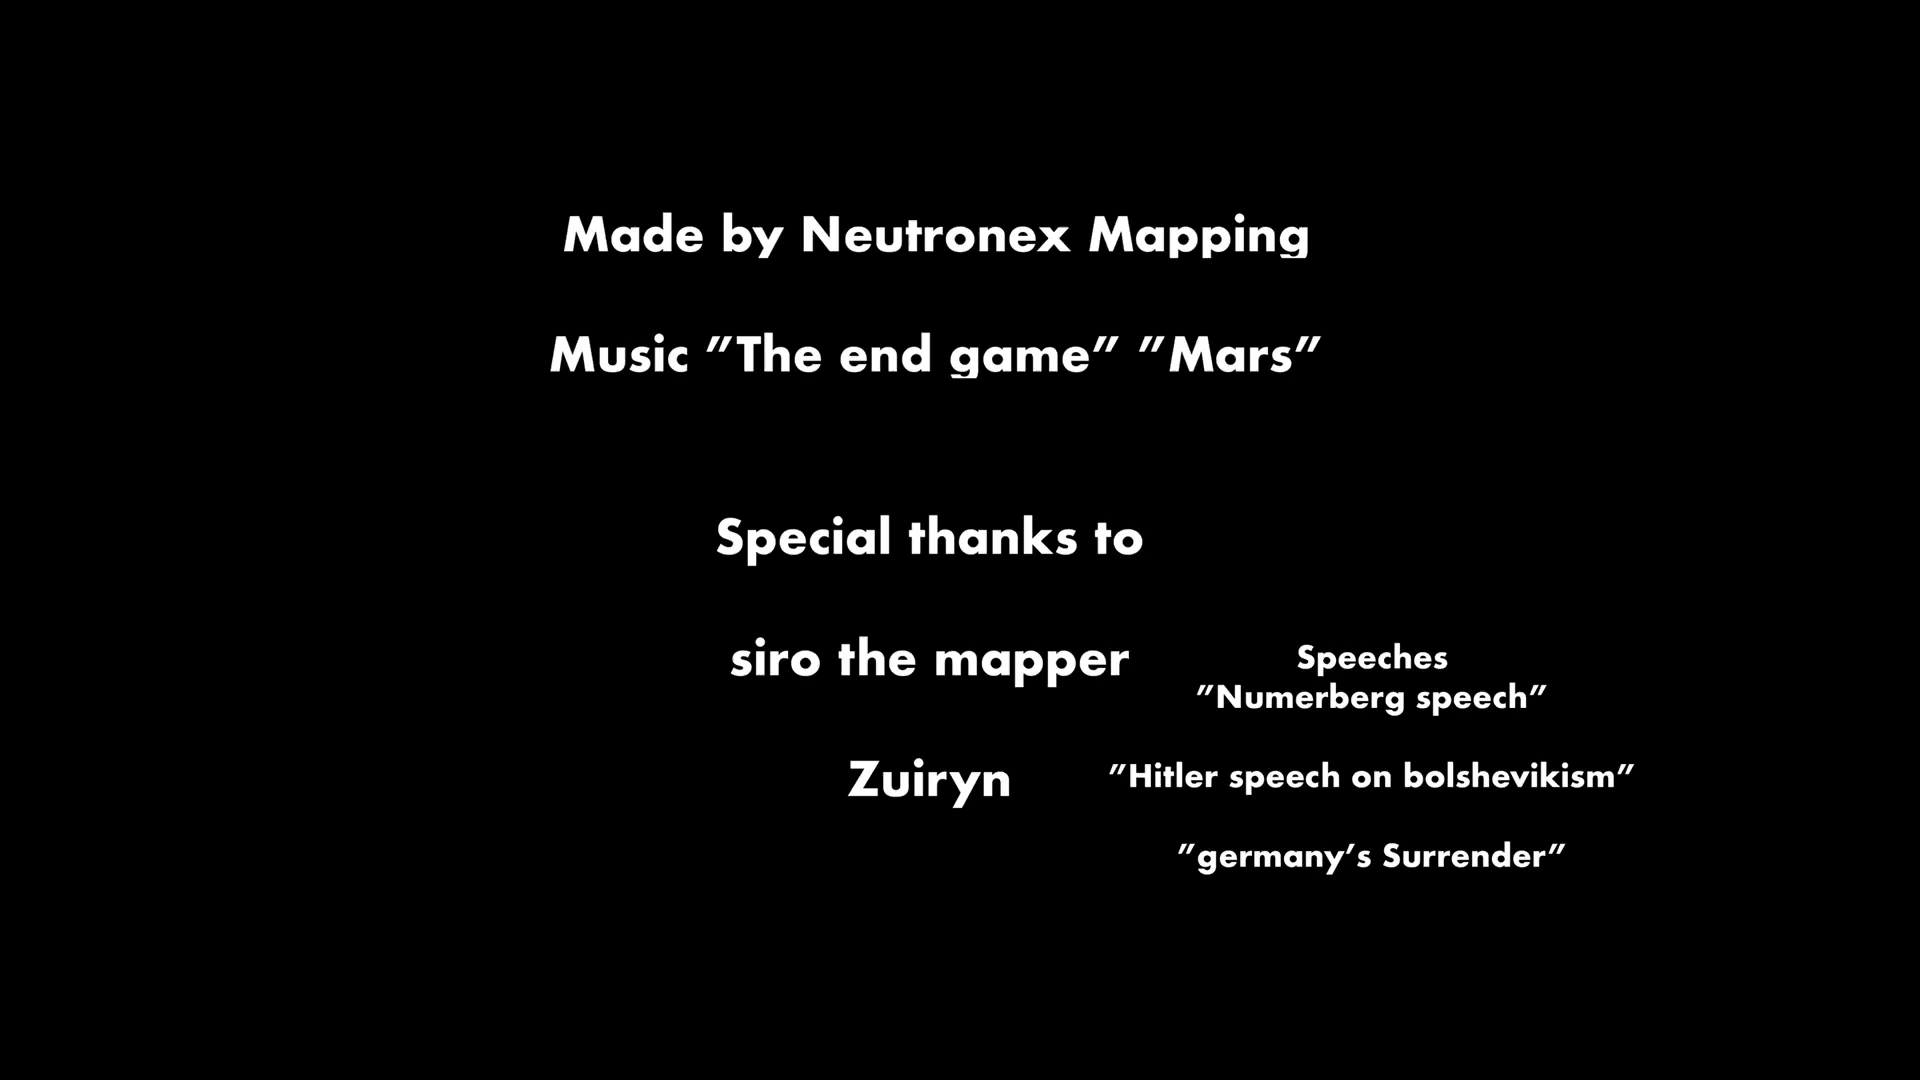 Made by Neutronex Mapping
Music ”The end game” ”Mars”
Special thanks to
siro the mapper
Zuiryn
Speeches
”Numerberg speech”
”Hitler speech on bolshevikism”
”germany’s Surrender”